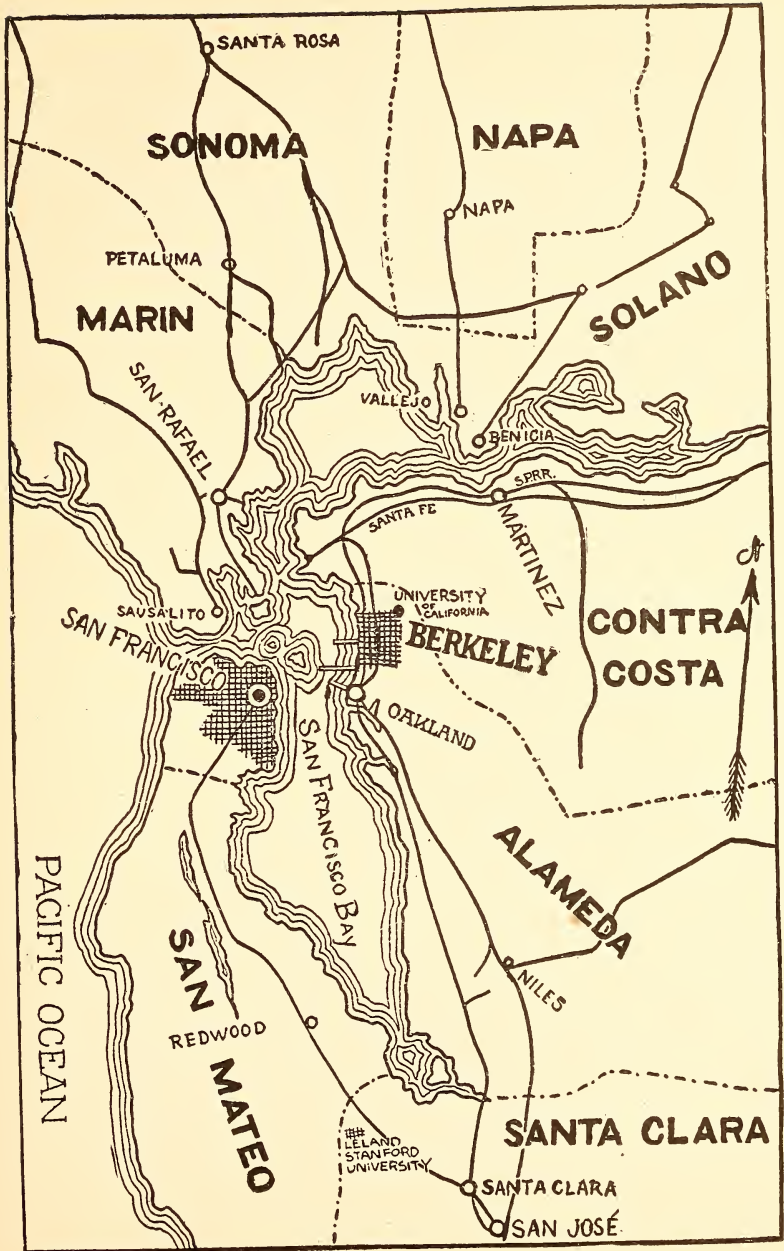 SANTA ROSA
SONOMA
NAPA
NAPA
PETALUMA
MARIN
SOLANO
SAN-RAFAEL
VALLEJO
BENICIA
S.P.R.R.
SANTA FE
MARTINEZ
UNIVERSITY
OF
CALIFORNIA
SAUSALITO
SAN FRANCISCO
BERKELEY
CONTRA
COSTA
OAKLAND
SAN FRANCISCO BAY
ALAMEDA
PACIFIC OCEAN
NILES
SAN MATEO
REDWOOD
LELAND
STANFORD
UNIVERSITY
SANTA CLARA
SANTA CLARA
SAN JOSÉ